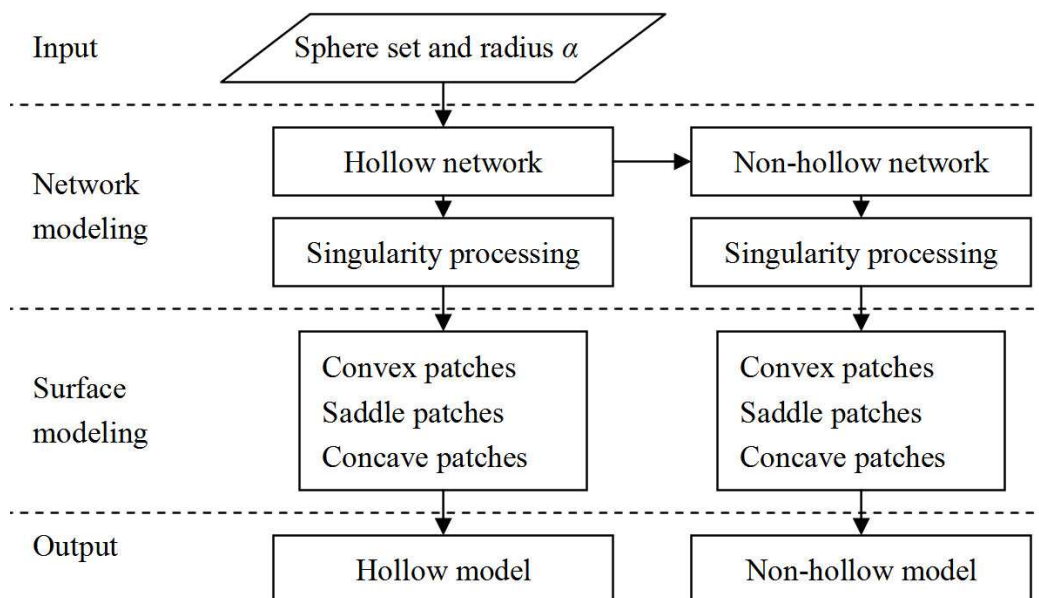 Input
Sphere set and radius α
Network
modeling
Hollow network
Non-hollow network
Singularity processing
Singularity processing
Surface
modeling
Convex patches
Saddle patches
Concave patches
Convex patches
Saddle patches
Concave patches
Output
Hollow model
Non-hollow model